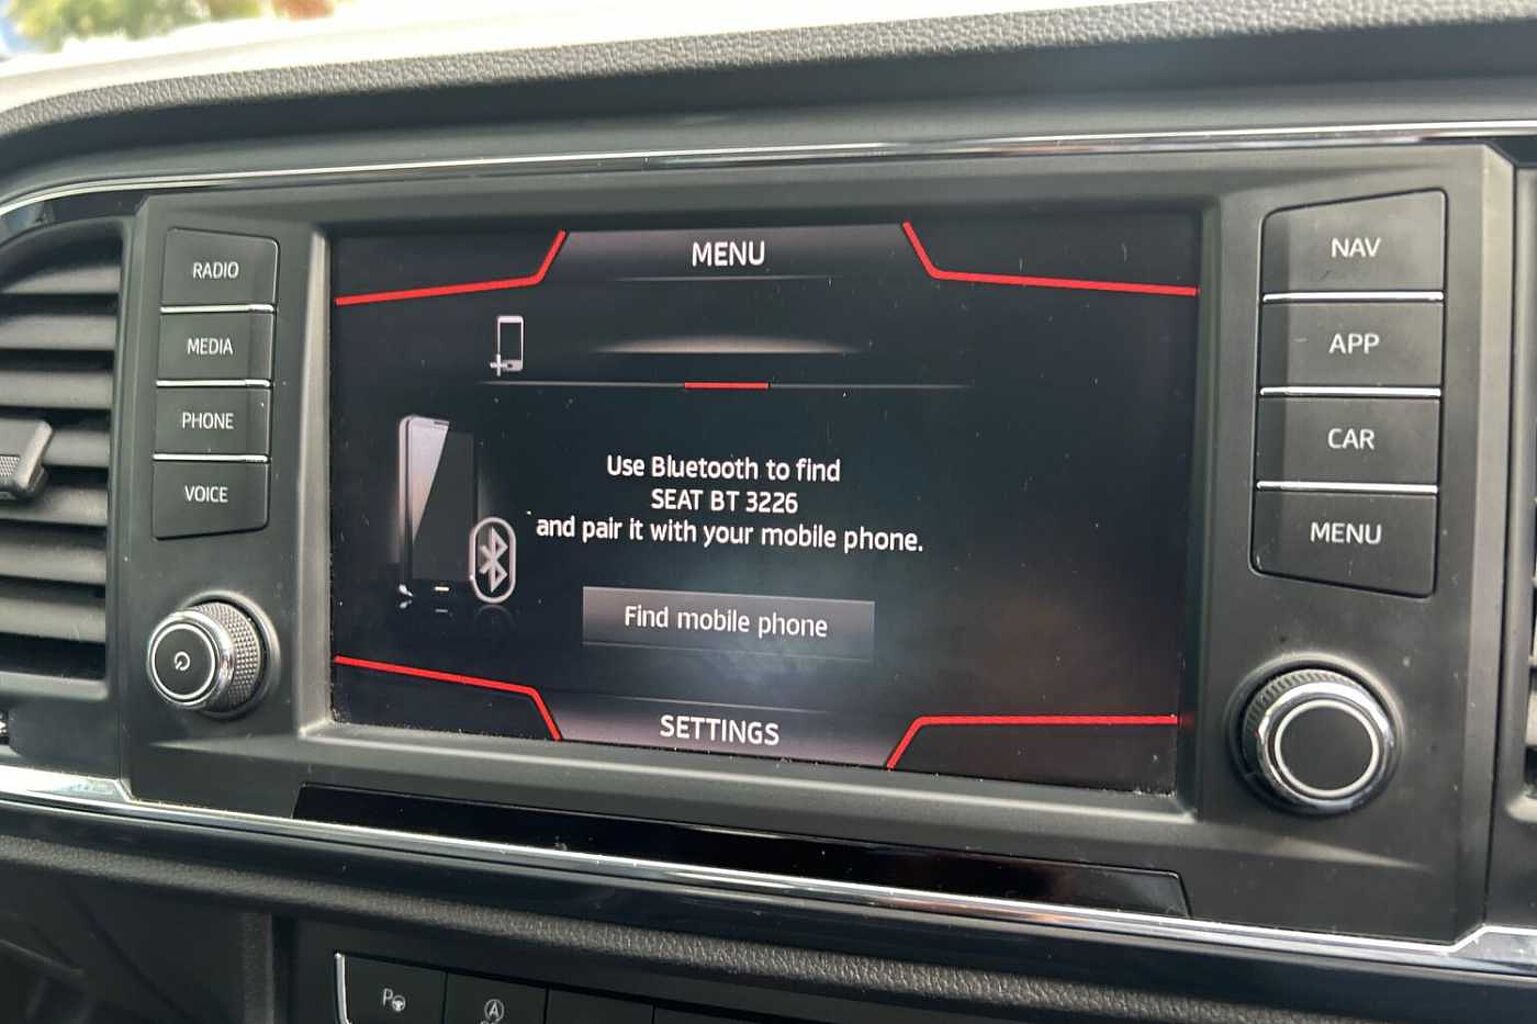 MENU
RADIO
MEDIA
PHONE
VOICE
Use Bluetooth to find
SEAT BT 3226
and pair it with your mobile phone.
Find mobile phone
SETTINGS
NAV
APP
CAR
MENU
P
A